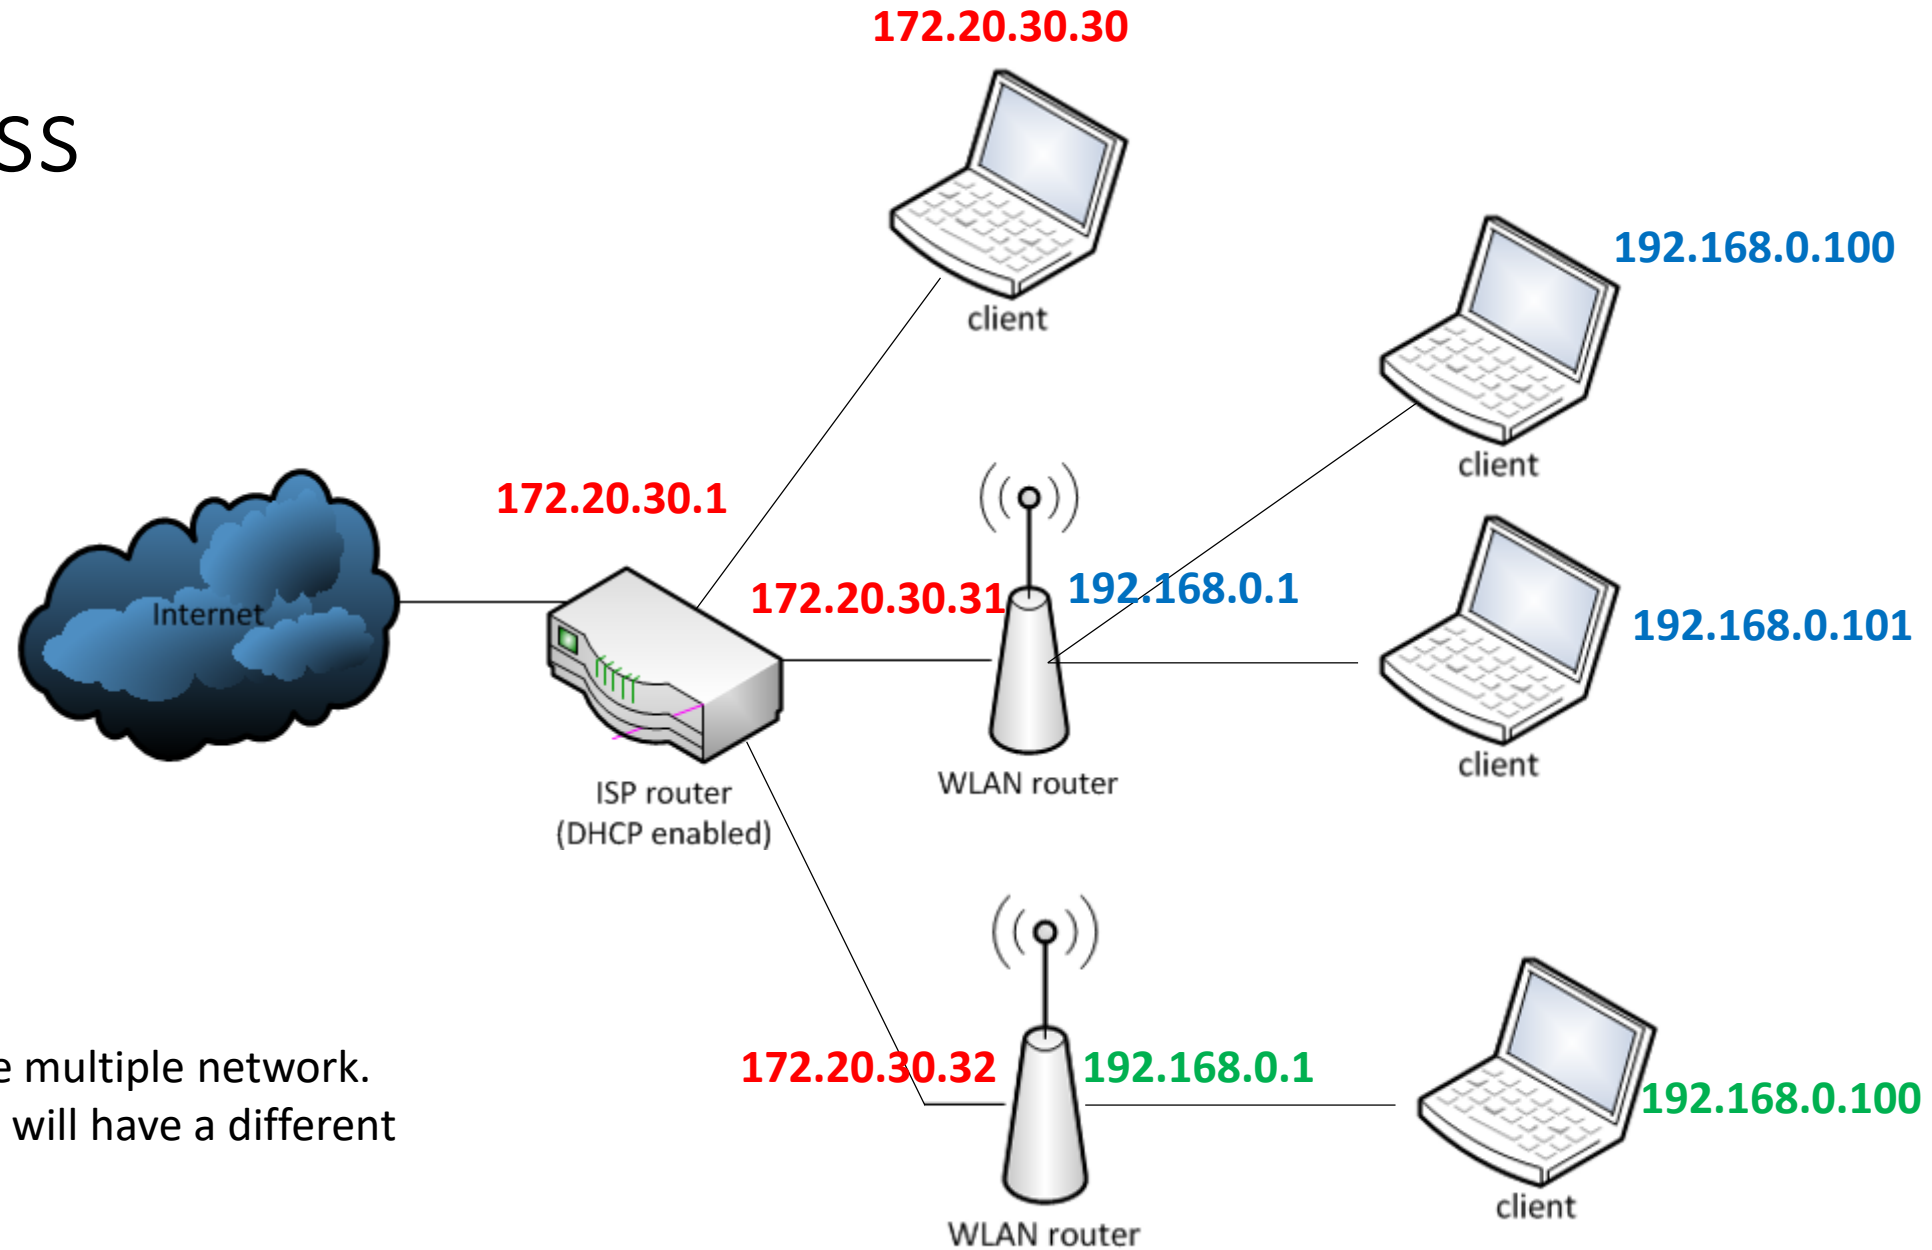 172.20.30.30
ss
client
192.168.0.100
client
172.20.30.1
Internet
172.20.30.31
192.168.0.1
192.168.0.101
client
ISP router
(DHCP enabled)
WLAN router
e multiple network.
will have a different
172.20.30.32
192.168.0.1
192.168.0.100
client
WLAN router